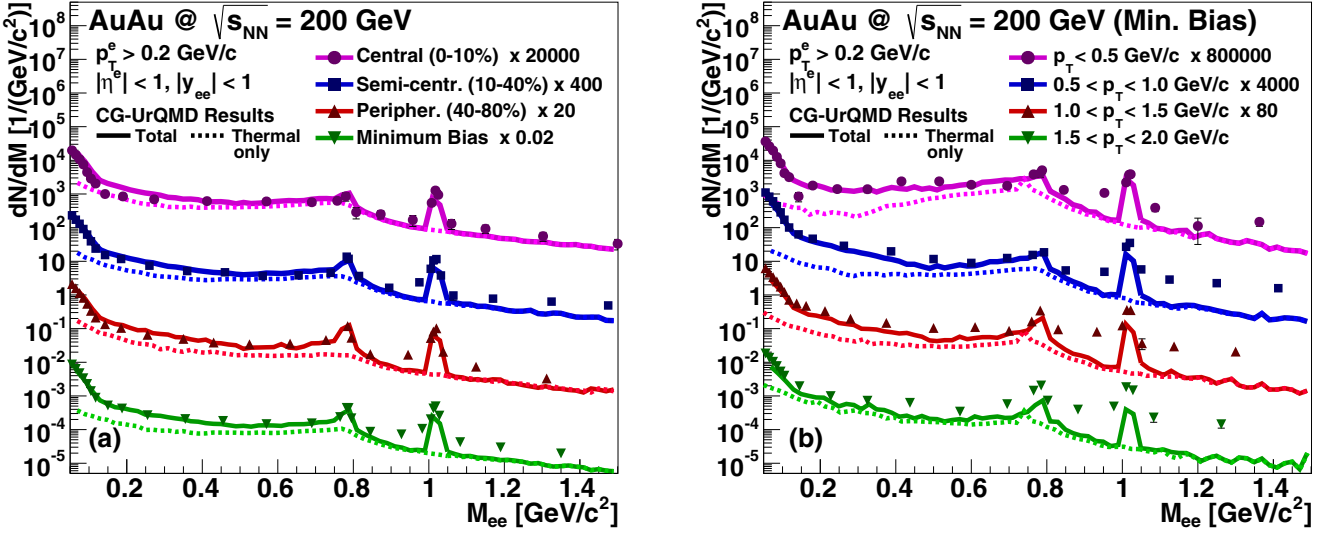 AuAu @ √s_NN = 200 GeV
p_T^e > 0.2 GeV/c
|η^e| < 1, |y_ee| < 1
CG-UrQMD Results
Total Thermal only
Central (0-10%) x 20000
Semi-centr. (10-40%) x 400
Peripher. (40-80%) x 20
Minimum Bias x 0.02
dN/dM [1/(GeV/c²)]
10⁸
10⁷
10⁶
10⁵
10⁴
10³
10²
10
1
10⁻¹
10⁻²
10⁻³
10⁻⁴
10⁻⁵
(a)
0.2 0.4 0.6 0.8 1 1.2 1.4
M_ee [GeV/c²]
AuAu @ √s_NN = 200 GeV (Min. Bias)
p_T^e > 0.2 GeV/c
|η^e| < 1, |y_ee| < 1
CG-UrQMD Results
Total Thermal only
p_T < 0.5 GeV/c x 800000
0.5 < p_T < 1.0 GeV/c x 4000
1.0 < p_T < 1.5 GeV/c x 80
1.5 < p_T < 2.0 GeV/c
dN/dM [1/(GeV/c²)]
10⁸
10⁷
10⁶
10⁵
10⁴
10³
10²
10
1
10⁻¹
10⁻²
10⁻³
10⁻⁴
10⁻⁵
(b)
0.2 0.4 0.6 0.8 1 1.2 1.4
M_ee [GeV/c²]